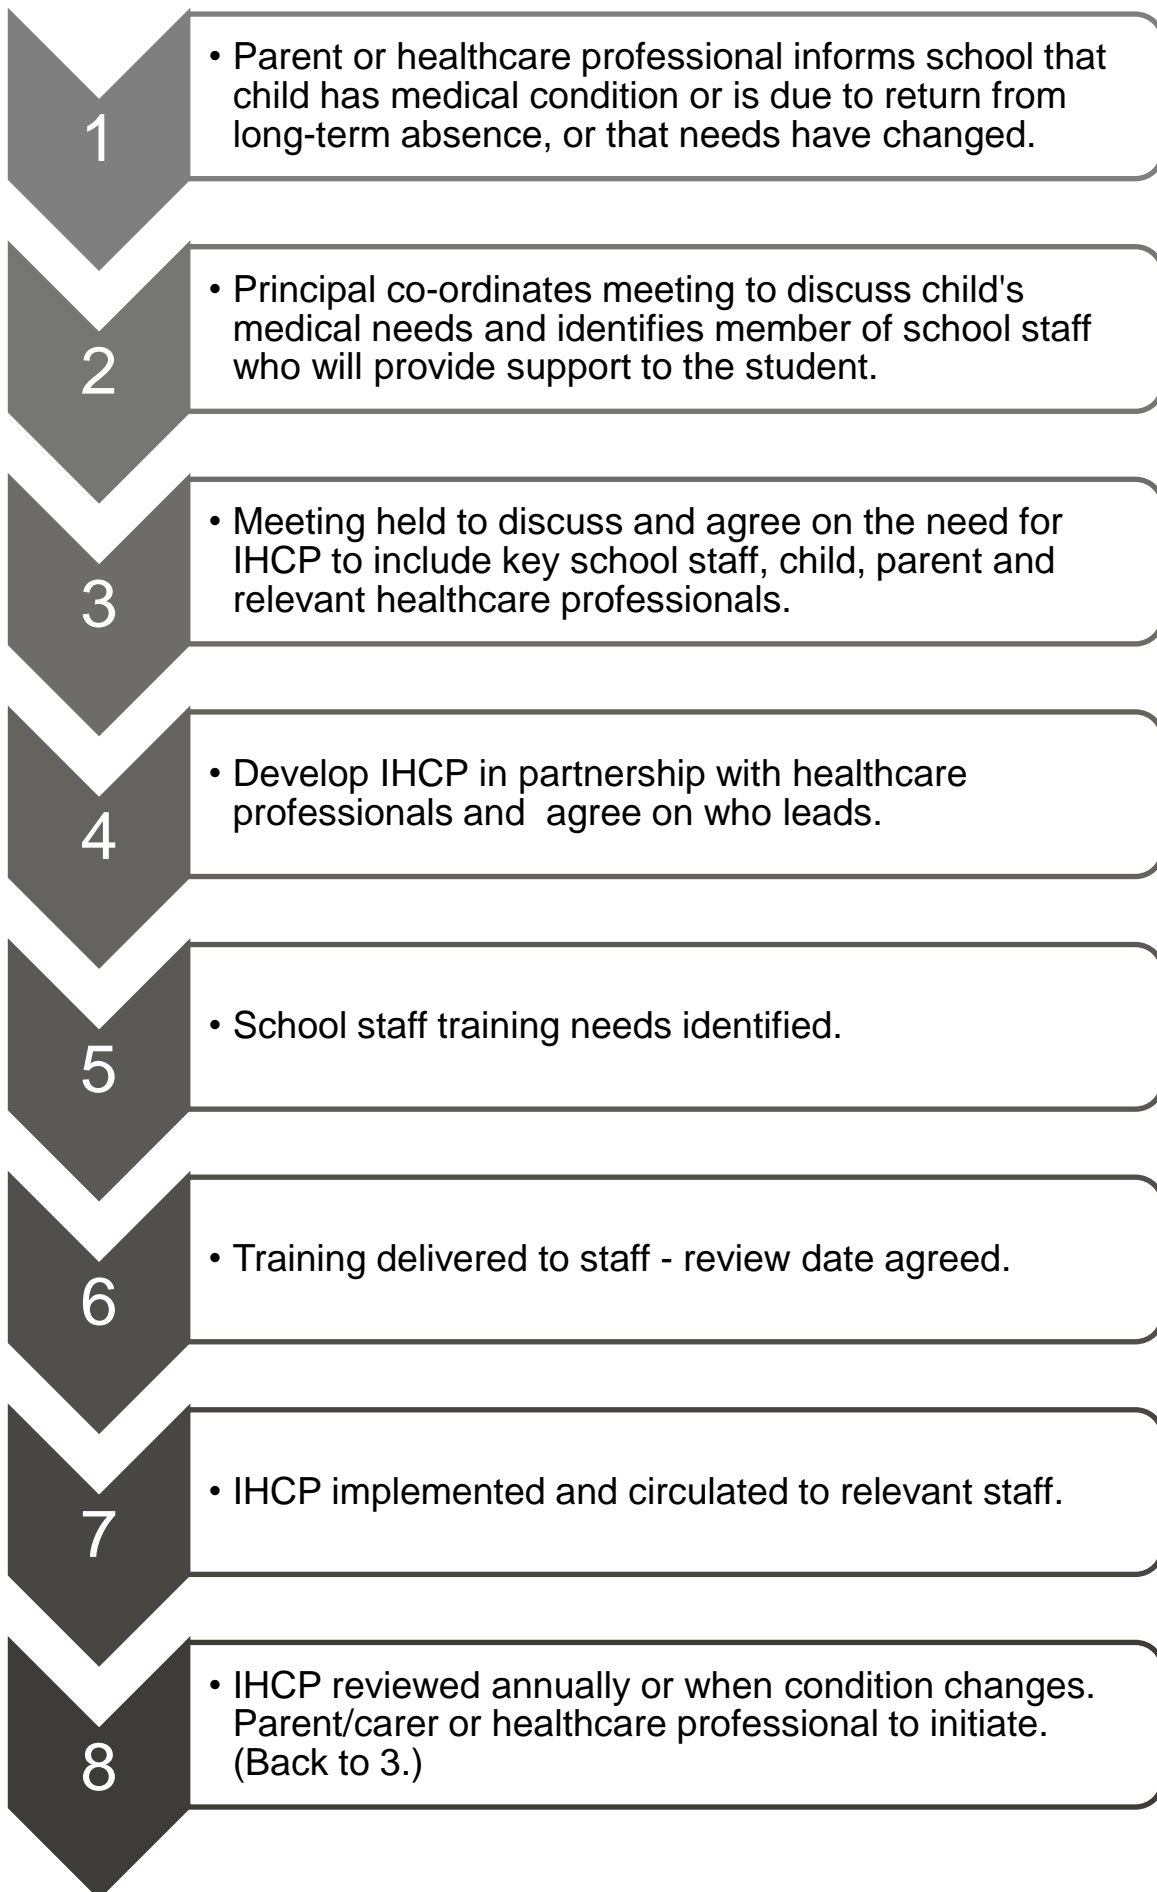 1
• Parent or healthcare professional informs school that
child has medical condition or is due to return from
long-term absence, or that needs have changed.
2
• Principal co-ordinates meeting to discuss child's
medical needs and identifies member of school staff
who will provide support to the student.
3
• Meeting held to discuss and agree on the need for
IHCP to include key school staff, child, parent and
relevant healthcare professionals.
4
• Develop IHCP in partnership with healthcare
professionals and  agree on who leads.
5
• School staff training needs identified.
6
• Training delivered to staff - review date agreed.
7
• IHCP implemented and circulated to relevant staff.
8
• IHCP reviewed annually or when condition changes.
Parent/carer or healthcare professional to initiate.
(Back to 3.)